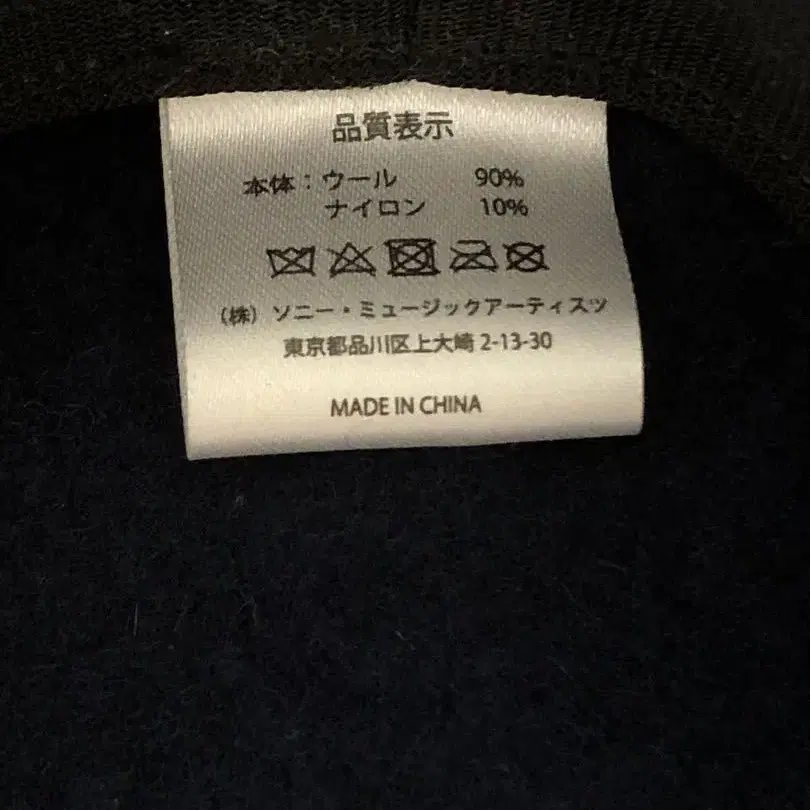 品質表示
本体：ウール 90%
ナイロン 10%
（株）ソニー・ミュージックアーティスツ
東京都品川区上大崎 2-13-30
MADE IN CHINA